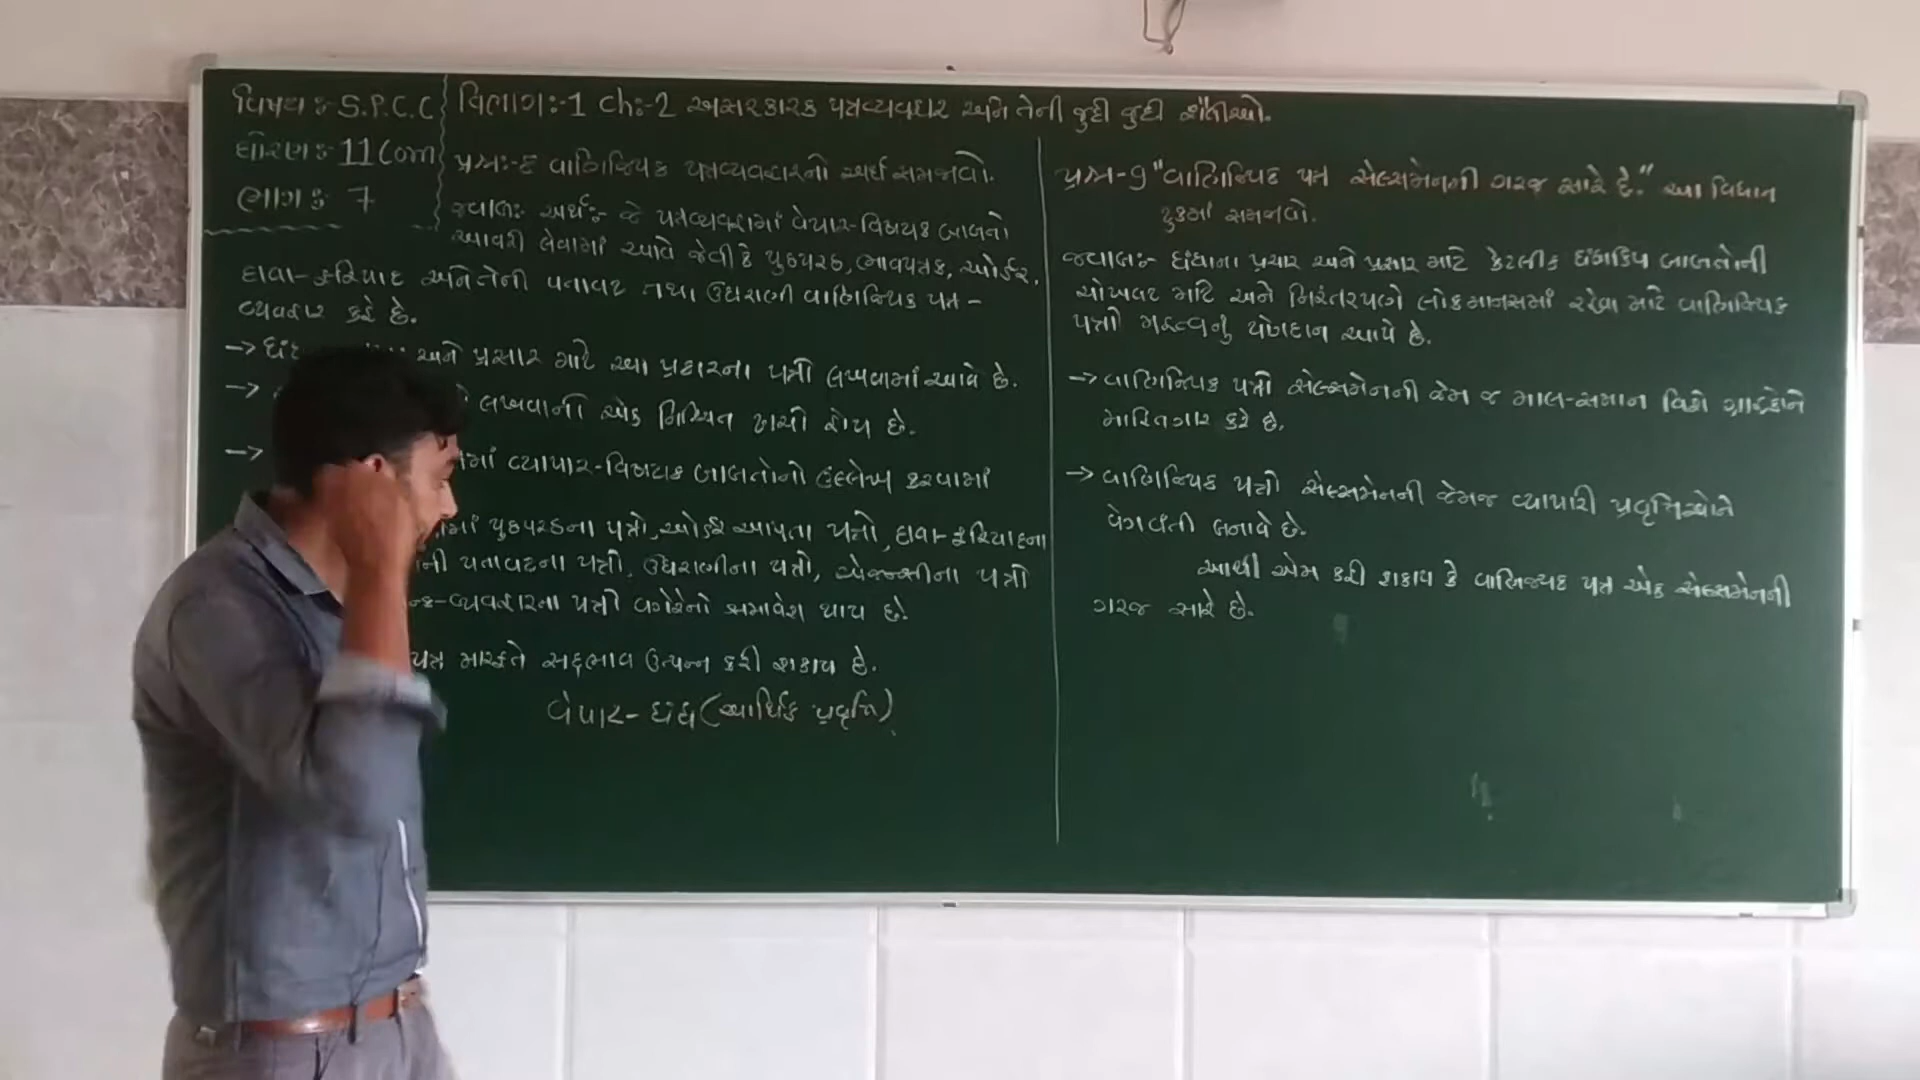 વિષય : S.P.C.C
ધોરણ : 11 Com
ભાગ : 7
વિભાગ:-1 Ch:-2 અસરકારક પત્રવ્યવહાર અને તેની જુદી જુદી શૈલીઓ.
પ્રશ્ન:-૬ વાણિજ્યિક પત્રવ્યવહારનો અર્થ સમજાવો.
જવાબ: અર્થ:- જે પત્રવ્યવહારમાં વેપાર-વિષયક બાબતો
આવરી લેવામાં આવે જેવી કે પુછપરછ, ભાવપત્રક, ઓર્ડર,
દાવા-ફરિયાદ અને તેની પતાવટ તથા ઉઘરાણી વાણિજ્યિક પત્ર-
વ્યવહાર કહે છે.
→ અને પ્રસાર માટે આ પ્રકારના પત્રો લખવામાં આવે છે.
→ લખવાની એક નિશ્ચિત ઢબ હોય છે.
→ વ્યાપાર-વિષયક બાબતોનો ઉલ્લેખ કરવામાં
પુછપરછના પત્રો, ઓર્ડર આપતા પત્રો, દાવા-ફરિયાદના
પતાવટના પત્રો, ઉઘરાણીના પત્રો, એજન્સીના પત્રો
વ્યવહારના પત્રો વગેરેનો સમાવેશ થાય છે.
પત્ર મારફતે સદ્ભાવ ઉત્પન્ન કરી શકાય છે.
વેપાર-ધંધા (આર્થિક પ્રવૃત્તિ)
પ્રશ્ન-૭ "વાણિજ્યિક પત્ર સેલ્સમેનની ગરજ સારે છે." આ વિધાન
ટુકમાં સમજાવો.
જવાબ:- ધંધાના પ્રચાર અને પ્રસાર માટે કેટલીક ધંધાકિય બાબતોની
ચોખવટ માટે અને નિરંતરપણે લોકમાનસમાં રહેવા માટે વાણિજ્યિક
પત્રો મહત્વનું યોગદાન આપે છે.
→ વાણિજ્યિક પત્રો સેલ્સમેનની જેમ જ માલ-સામાન વિશે ગ્રાહકોને
માહિતગાર કરે છે.
→ વાણિજ્યિક પત્રો સેલ્સમેનની જેમજ વ્યાપારી પ્રવૃત્તિઓને
વેગવંતી બનાવે છે.
આથી એમ કહી શકાય કે વાણિજ્યિક પત્ર એક સેલ્સમેનની
ગરજ સારે છે.